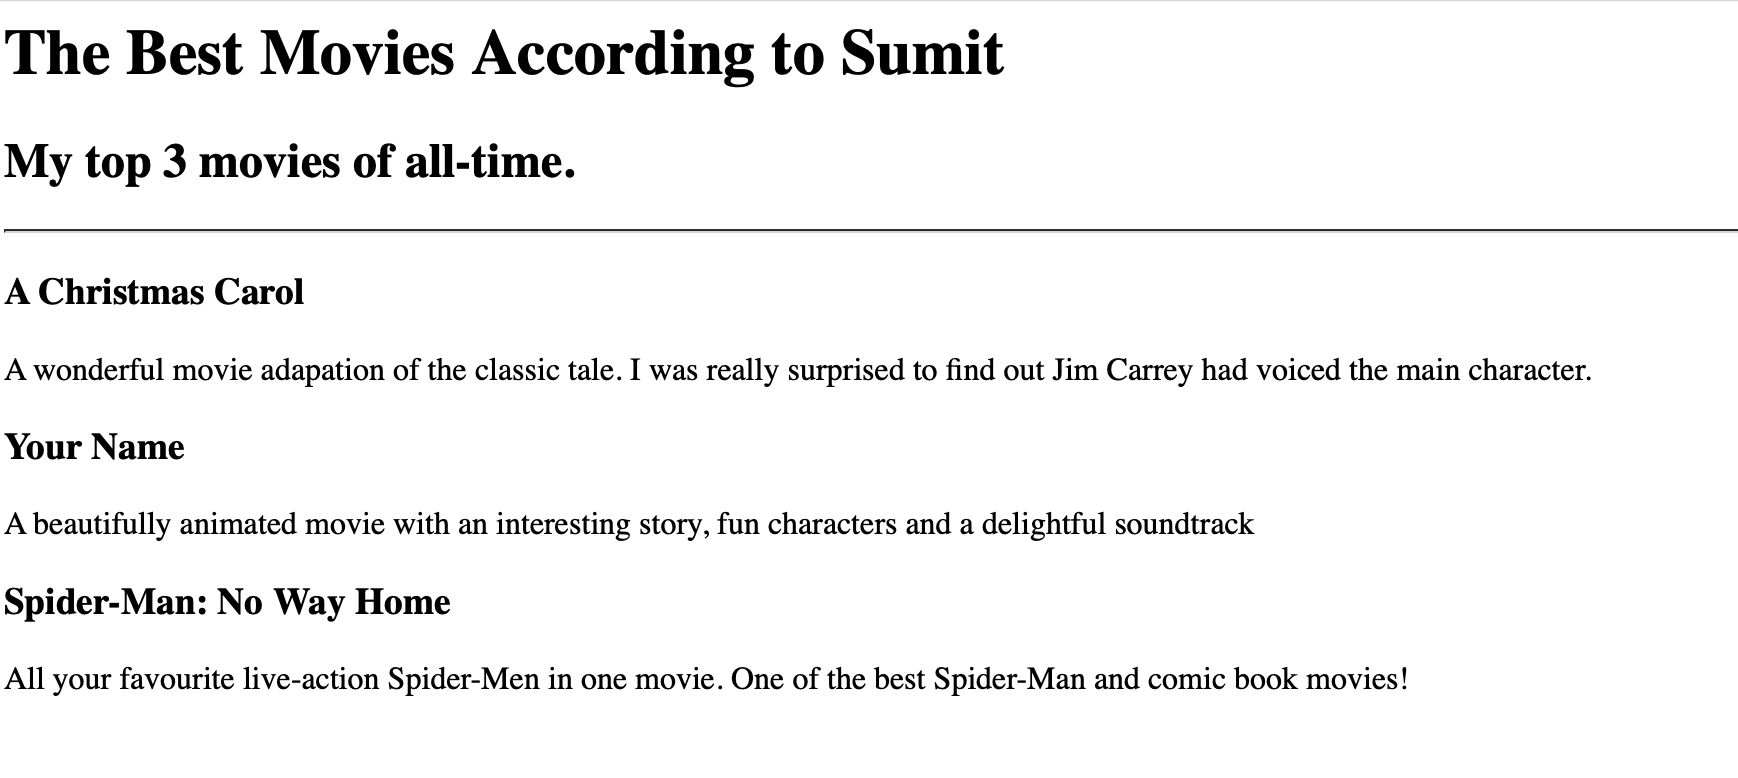 The Best Movies According to Sumit
My top 3 movies of all-time.
A Christmas Carol
A wonderful movie adapation of the classic tale. I was really surprised to find out Jim Carrey had voiced the main character.
Your Name
A beautifully animated movie with an interesting story, fun characters and a delightful soundtrack
Spider-Man: No Way Home
All your favourite live-action Spider-Men in one movie. One of the best Spider-Man and comic book movies!